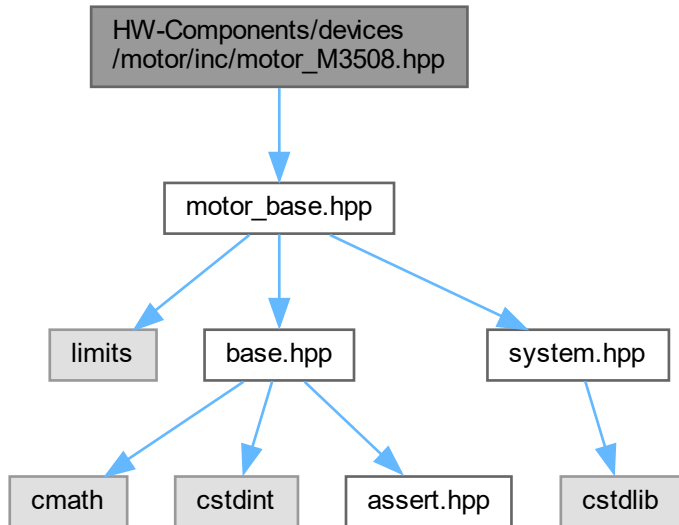 HW-Components/devices
/motor/inc/motor_M3508.hpp
motor_base.hpp
limits
base.hpp
system.hpp
cmath
cstdint
assert.hpp
cstdlib